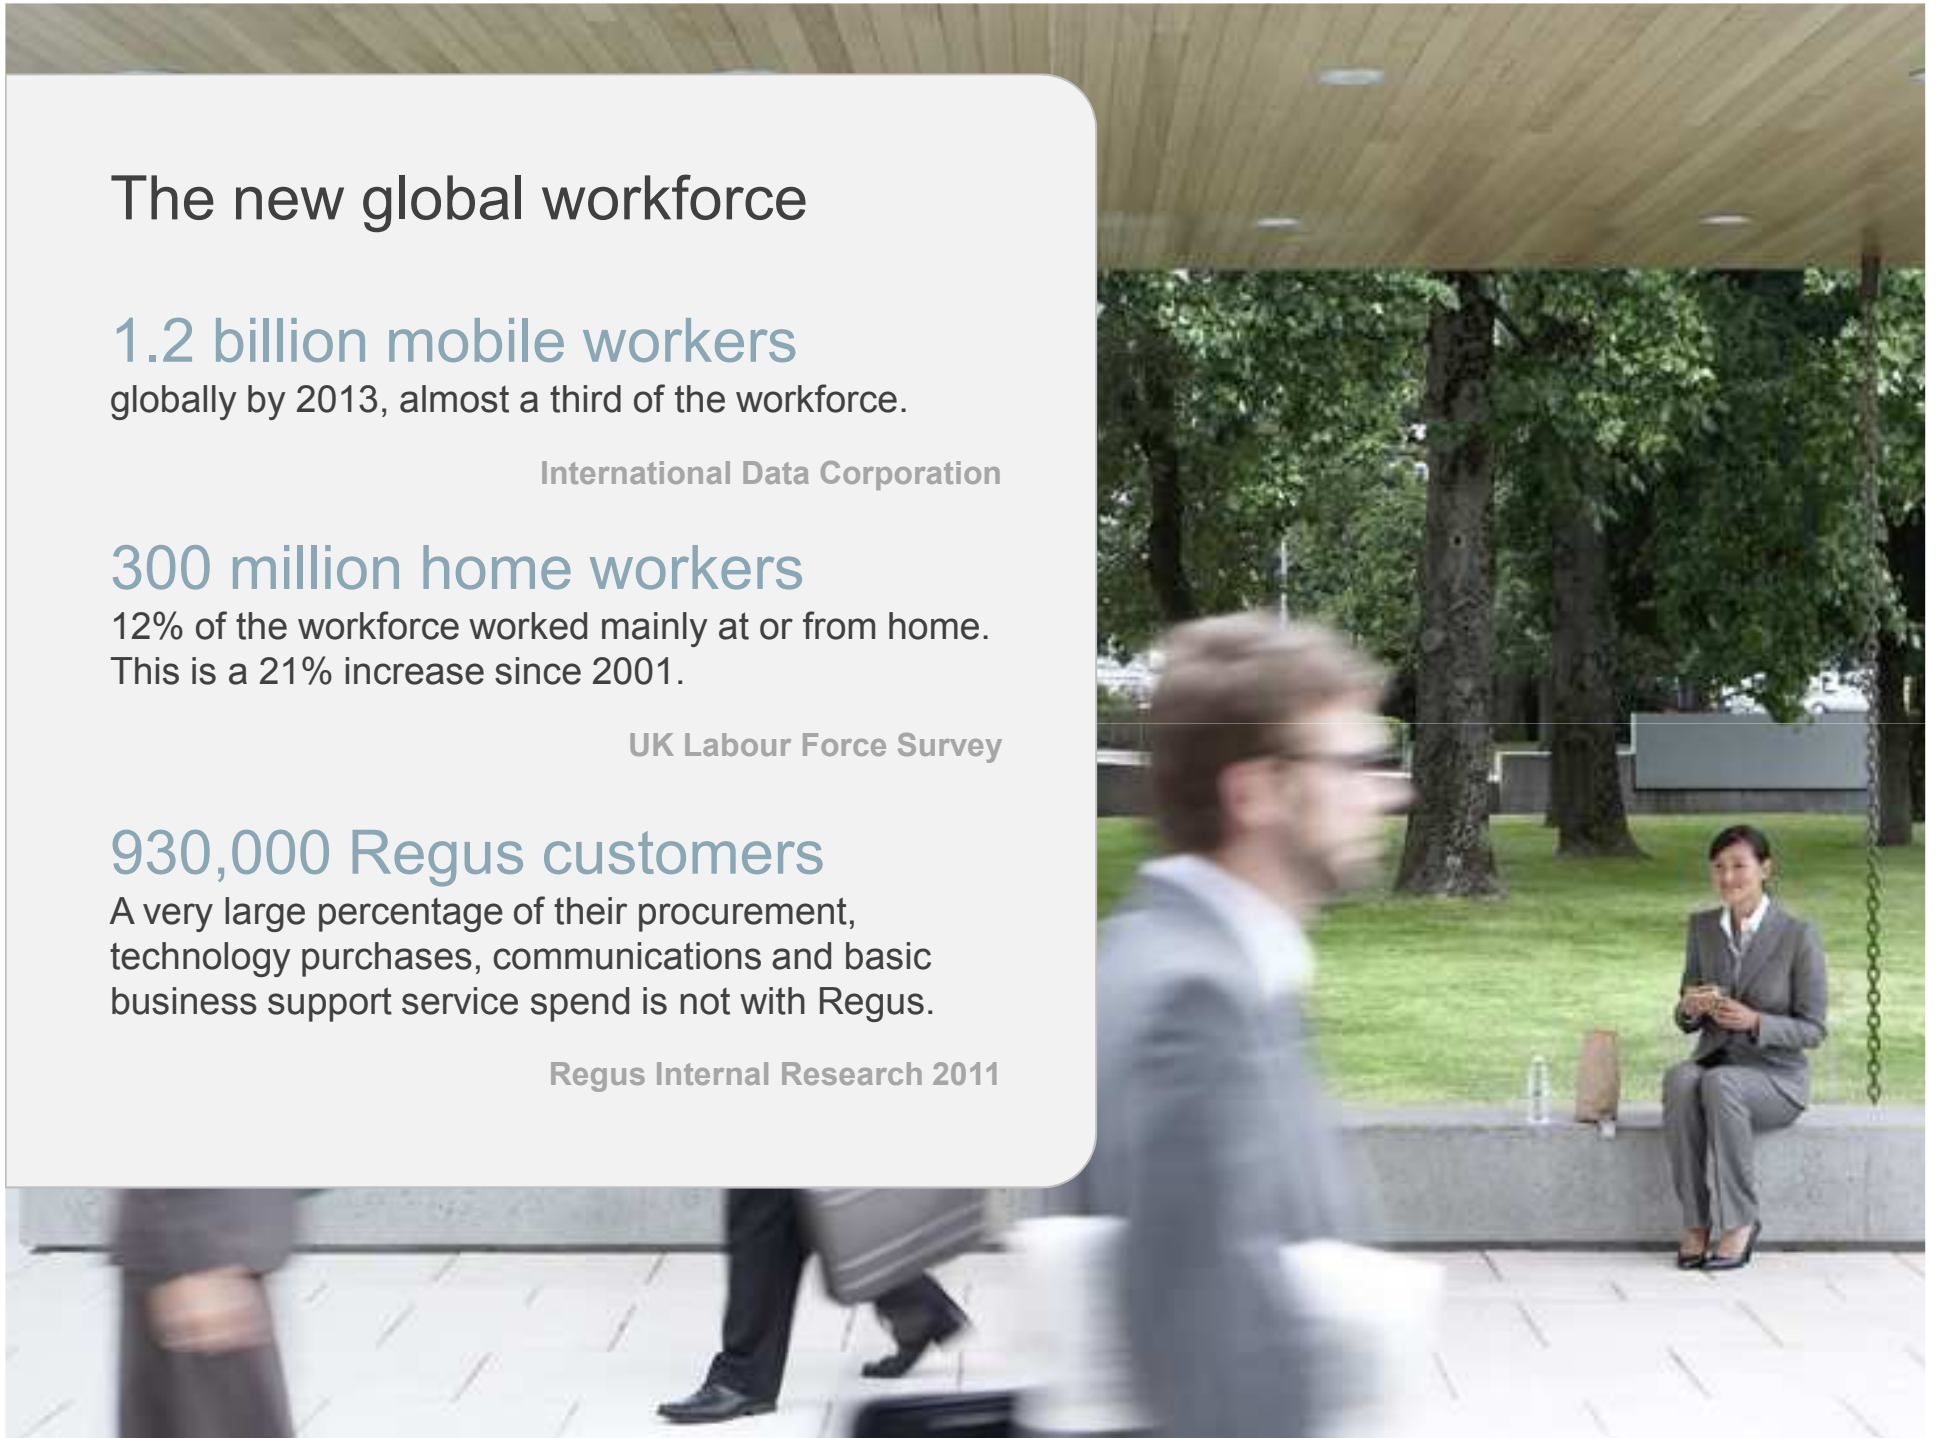 The new global workforce
1.2 billion mobile workers
globally by 2013, almost a third of the workforce.
International Data Corporation
300 million home workers
12% of the workforce worked mainly at or from home.
This is a 21% increase since 2001.
UK Labour Force Survey
930,000 Regus customers
A very large percentage of their procurement,
technology purchases, communications and basic
business support service spend is not with Regus.
Regus Internal Research 2011